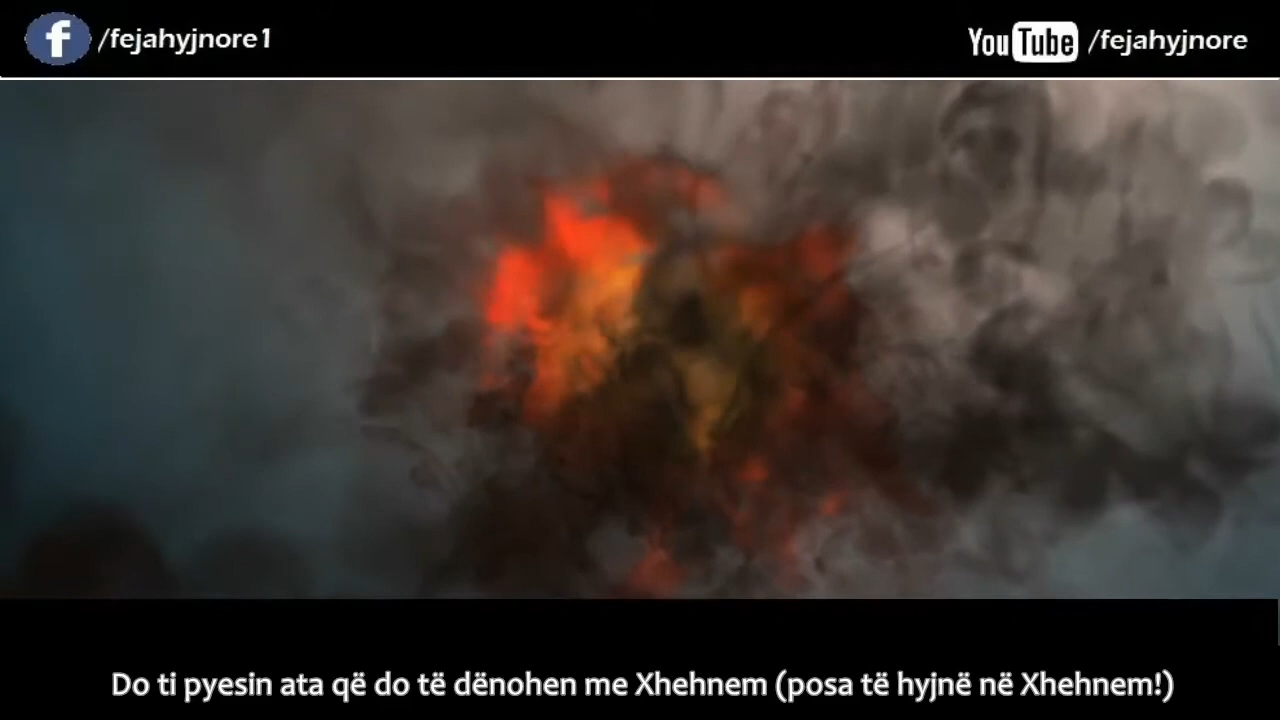 /fejahyjnore1
YouTube /fejahyjnore
Do ti pyesin ata që do të dënohen me Xhehnem (posa të hyjnë në Xhehnem!)